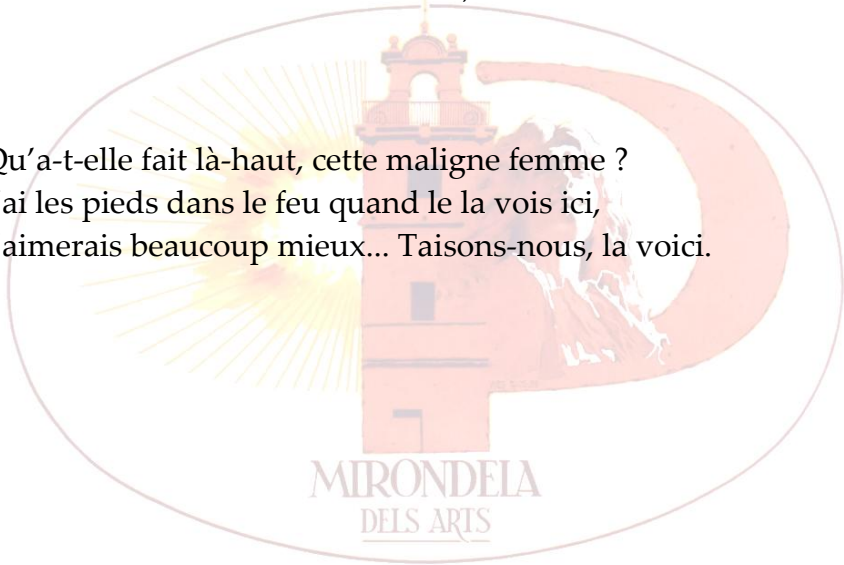 Qu’a-t-elle fait là-haut, cette maligne femme ?
’ai les pieds dans le feu quand le la vois ici,
’aimerais beaucoup mieux... Taisons-nous, la voici.
MIRONDELA
DELS ARTS